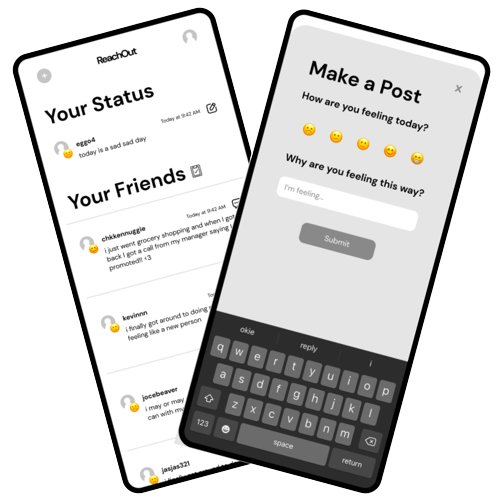 ReachOut
Your Status
Today at 9:42 AM
eggo4
today is a sad sad day
Your Friends
Today at 9:42 AM
chkkennuggie
i just went grocery shopping and when i got
back I got a call from my manager saying I
promoted!! <3
kevinnn
i finally got around to doing
feeling like a new person
jocebeaver
i may or may
can with
jasjas321
Make a Post
×
How are you feeling today?
Why are you feeling this way?
I'm feeling...
Submit
okie reply i
q w e r t y u i o p
a s d f g h j k l
z x c v b n m
123 space return